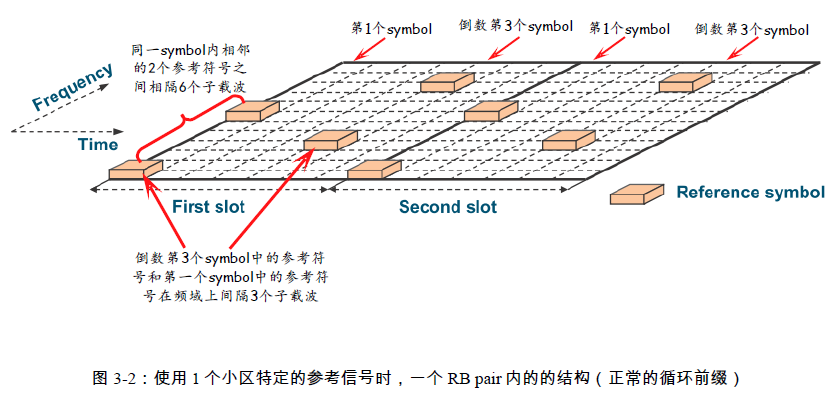 第1个symbol
倒数第3个symbol
第1个symbol
倒数第3个symbol
同一symbol内相邻
的2个参考符号之
间相隔6个子载波
Frequency
Time
First slot
Second slot
Reference symbol
倒数第3个symbol中的参考符
号和第一个symbol中的参考符
号在频域上间隔3个子载波
图 3-2：使用 1 个小区特定的参考信号时，一个 RB pair 内的的结构（正常的循环前缀）